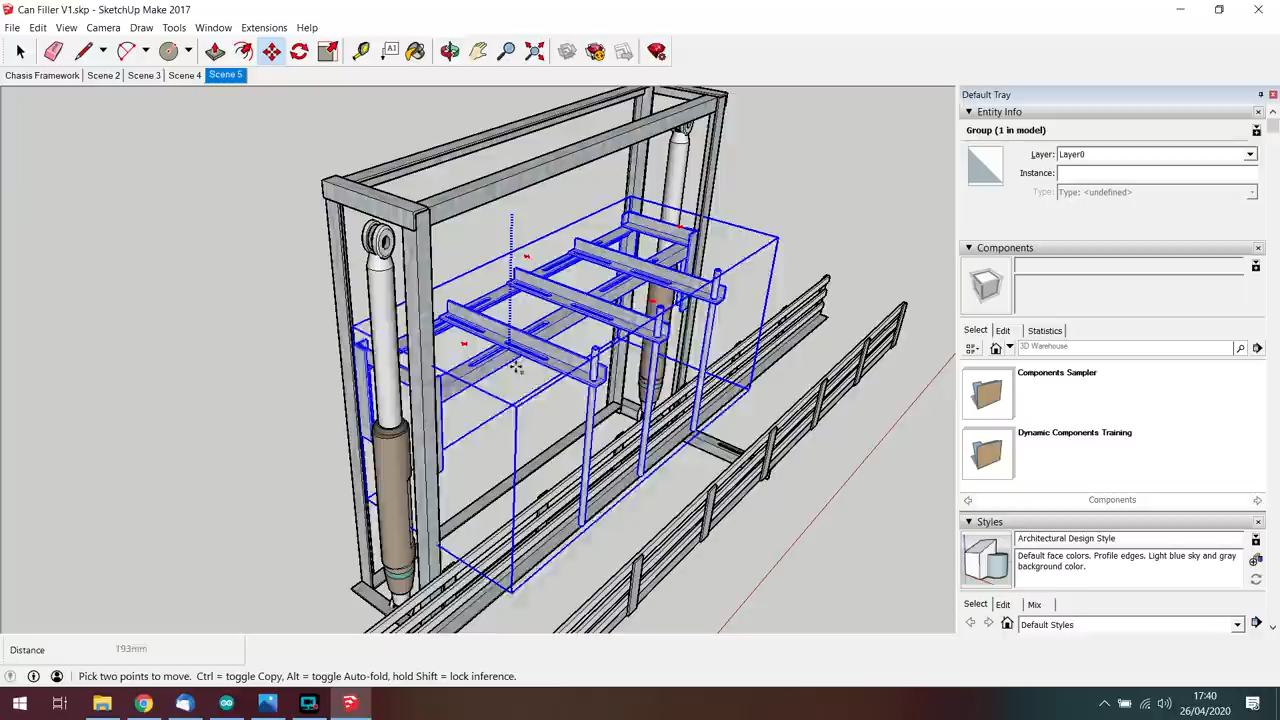 Can Filler V1.skp - SketchUp Make 2017
File Edit View Camera Draw Tools Window Extensions Help
AI
Chasis Framework Scene 2 Scene 3 Scene 4 Scene 5
Default Tray
Entity Info
Group (1 in model)
Layer: Layer0
Instance:
Type: Type: <undefined>
Components
Select Edit Statistics
3D Warehouse
Components Sampler
Dynamic Components Training
Components
Styles
Architectural Design Style
Default face colors. Profile edges. Light blue sky and gray
background color.
Select Edit Mix
Default Styles
Distance 193mm
Pick two points to move. Ctrl = toggle Copy, Alt = toggle Auto-fold, hold Shift = lock inference.
17:40
26/04/2020